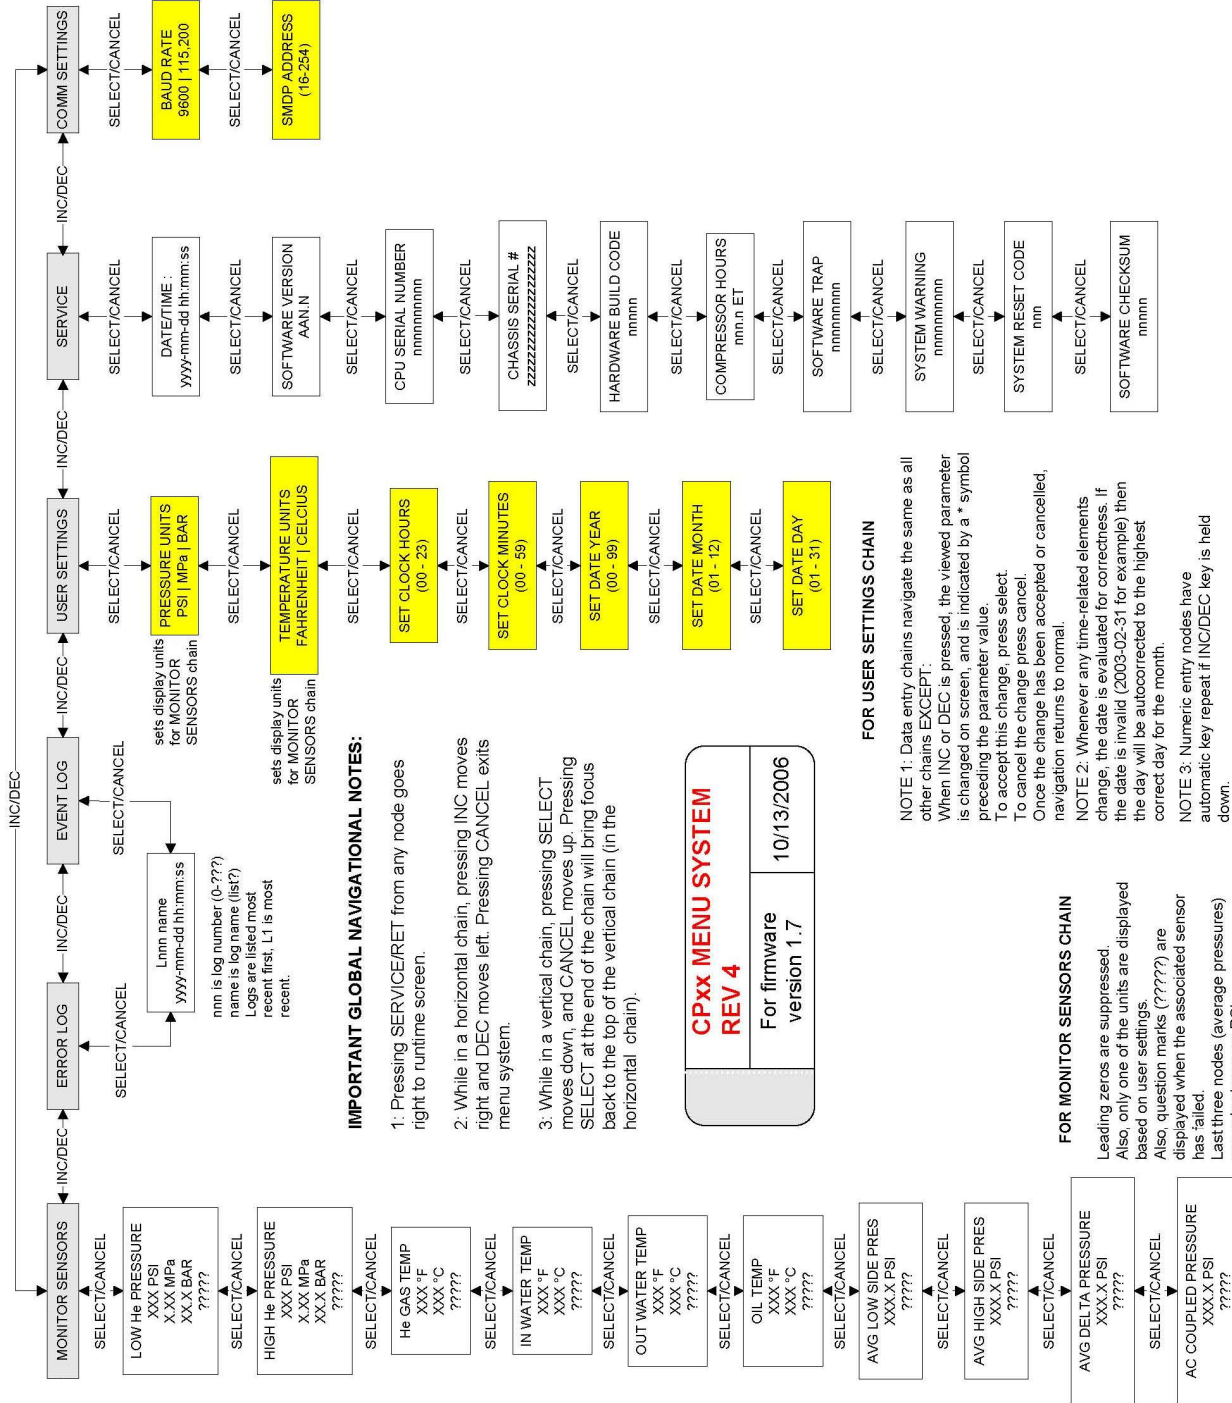 INC/DEC
MONITOR SENSORS
INC/DEC
ERROR LOG
INC/DEC
EVENT LOG
INC/DEC
USER SETTINGS
INC/DEC
SERVICE
INC/DEC
COMM SETTINGS
SELECT/CANCEL
LOW He PRESSURE
XXX PSI
X.XX MPa
XX.X BAR
?????
SELECT/CANCEL
HIGH He PRESSURE
XXX PSI
X.XX MPa
XX.X BAR
?????
SELECT/CANCEL
He GAS TEMP
XXX °F
XXX °C
?????
SELECT/CANCEL
IN WATER TEMP
XXX °F
XXX °C
?????
SELECT/CANCEL
OUT WATER TEMP
XXX °F
XXX °C
?????
SELECT/CANCEL
OIL TEMP
XXX °F
XXX °C
?????
SELECT/CANCEL
AVG LOW SIDE PRES
XXX.X PSI
?????
SELECT/CANCEL
AVG HIGH SIDE PRES
XXX.X PSI
?????
SELECT/CANCEL
AVG DELTA PRESSURE
XXX.X PSI
?????
SELECT/CANCEL
AC COUPLED PRESSURE
XXX.X PSI
?????
SELECT/CANCEL
SELECT/CANCEL
Lnnn name
yyyy-mm-dd hh:mm:ss
nnn is log number (0-???)
name is log name (list?)
Logs are listed most
recent first, L1 is most
recent.
SELECT/CANCEL
PRESSURE UNITS
PSI | MPa | BAR
sets display units
for MONITOR
SENSORS chain
SELECT/CANCEL
TEMPERATURE UNITS
FAHRENHEIT | CELCIUS
sets display units
for MONITOR
SENSORS chain
SELECT/CANCEL
SET CLOCK HOURS
(00 - 23)
SELECT/CANCEL
SET CLOCK MINUTES
(00 - 59)
SELECT/CANCEL
SET DATE YEAR
(00 - 99)
SELECT/CANCEL
SET DATE MONTH
(01 - 12)
SELECT/CANCEL
SET DATE DAY
(01 - 31)
SELECT/CANCEL
DATE/TIME :
yyyy-mm-dd hh:mm:ss
SELECT/CANCEL
SOFTWARE VERSION
AAN.N
SELECT/CANCEL
CPU SERIAL NUMBER
nnnnnnnnnn
SELECT/CANCEL
CHASSIS SERIAL #
zzzzzzzzzzzzzzzzzzzz
SELECT/CANCEL
HARDWARE BUILD CODE
nnnnn
SELECT/CANCEL
COMPRESSOR HOURS
nnn.n ET
SELECT/CANCEL
SOFTWARE TRAP
nnnnnnnnn
SELECT/CANCEL
SYSTEM WARNING
nnnnnnnnn
SELECT/CANCEL
SYSTEM RESET CODE
nnn
SELECT/CANCEL
SOFTWARE CHECKSUM
nnnnn
SELECT/CANCEL
BAUD RATE
9600 | 115,200
SELECT/CANCEL
SMDP ADDRESS
(16-254)
IMPORTANT GLOBAL NAVIGATIONAL NOTES:
1: Pressing SERVICE/RET from any node goes
right to runtime screen.
2: While in a horizontal chain, pressing INC moves
right and DEC moves left. Pressing CANCEL exits
menu system.
3: While in a vertical chain, pressing SELECT
moves down, and CANCEL moves up. Pressing
SELECT at the end of the chain will bring focus
back to the top of the vertical chain (in the
horizontal chain).
CPxx MENU SYSTEM
REV 4
For firmware
version 1.7
10/13/2006
FOR MONITOR SENSORS CHAIN
Leading zeros are suppressed.
Also, only one of the units are displayed
based on user settings.
Also, question marks (?????) are
displayed when the associated sensor
has failed.
Last three nodes (average pressures)
FOR USER SETTINGS CHAIN
NOTE 1: Data entry chains navigate the same as all
other chains EXCEPT:
When INC or DEC is pressed, the viewed parameter
is changed on screen, and is indicated by a * symbol
preceding the parameter value.
To accept this change, press select.
To cancel the change press cancel.
Once the change has been accepted or cancelled,
navigation returns to normal.
NOTE 2: Whenever any time-related elements
change, the date is evaluated for correctness. If
the date is invalid (2003-02-31 for example) then
the day will be autocorrected to the highest
correct day for the month.
NOTE 3: Numeric entry nodes have
automatic key repeat if INC/DEC key is held
down.